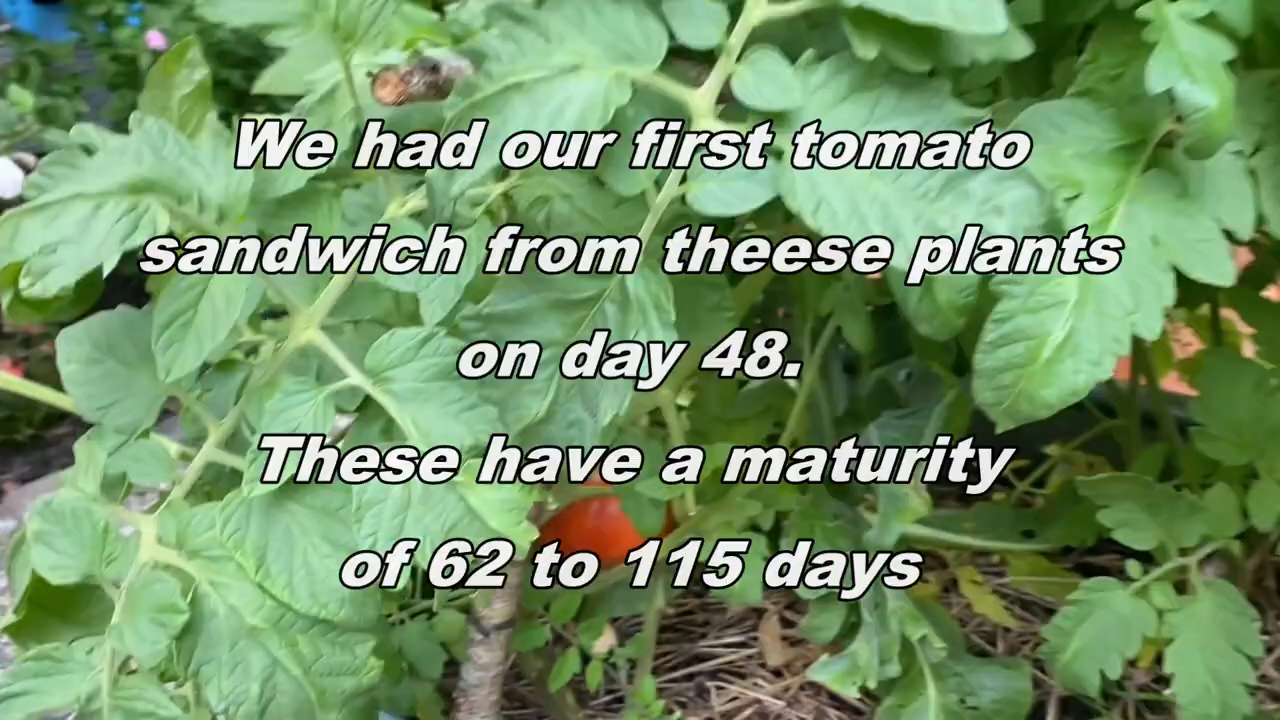 We had our first tomato
sandwich from theese plants
on day 48.
These have a maturity
of 62 to 115 days